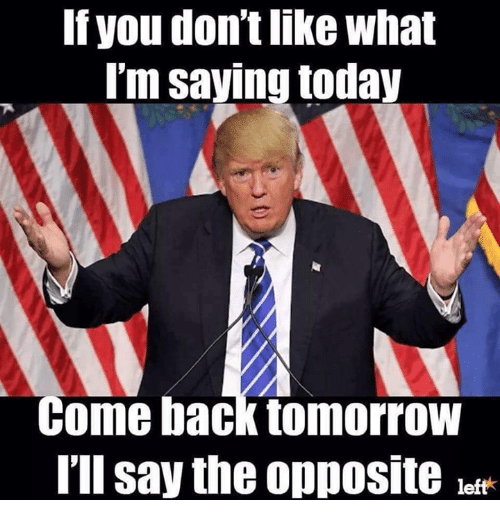 If you don't like what
I'm saying today
Come back tomorrow
I'll say the opposite
left